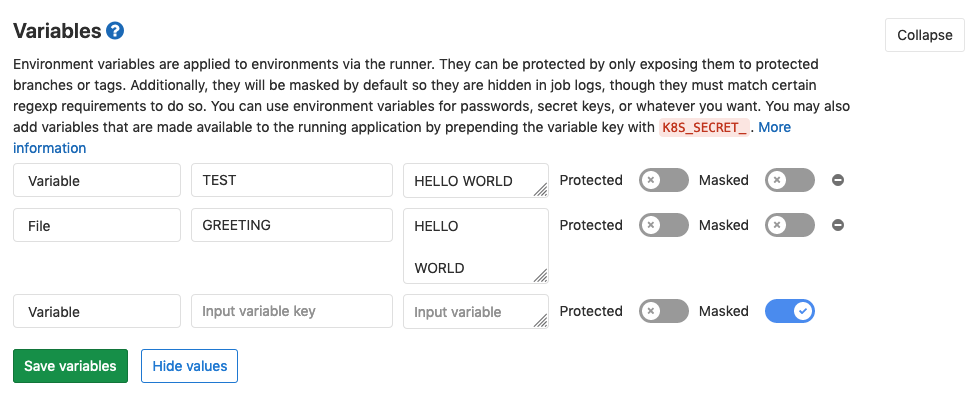 Variables ?
Collapse
Environment variables are applied to environments via the runner. They can be protected by only exposing them to protected
branches or tags. Additionally, they will be masked by default so they are hidden in job logs, though they must match certain
regexp requirements to do so. You can use environment variables for passwords, secret keys, or whatever you want. You may also
add variables that are made available to the running application by prepending the variable key with K8S_SECRET_. More
information
Variable TEST HELLO WORLD Protected Masked
File GREETING HELLO Protected Masked
WORLD
Variable Input variable key Input variable Protected Masked
Save variables Hide values